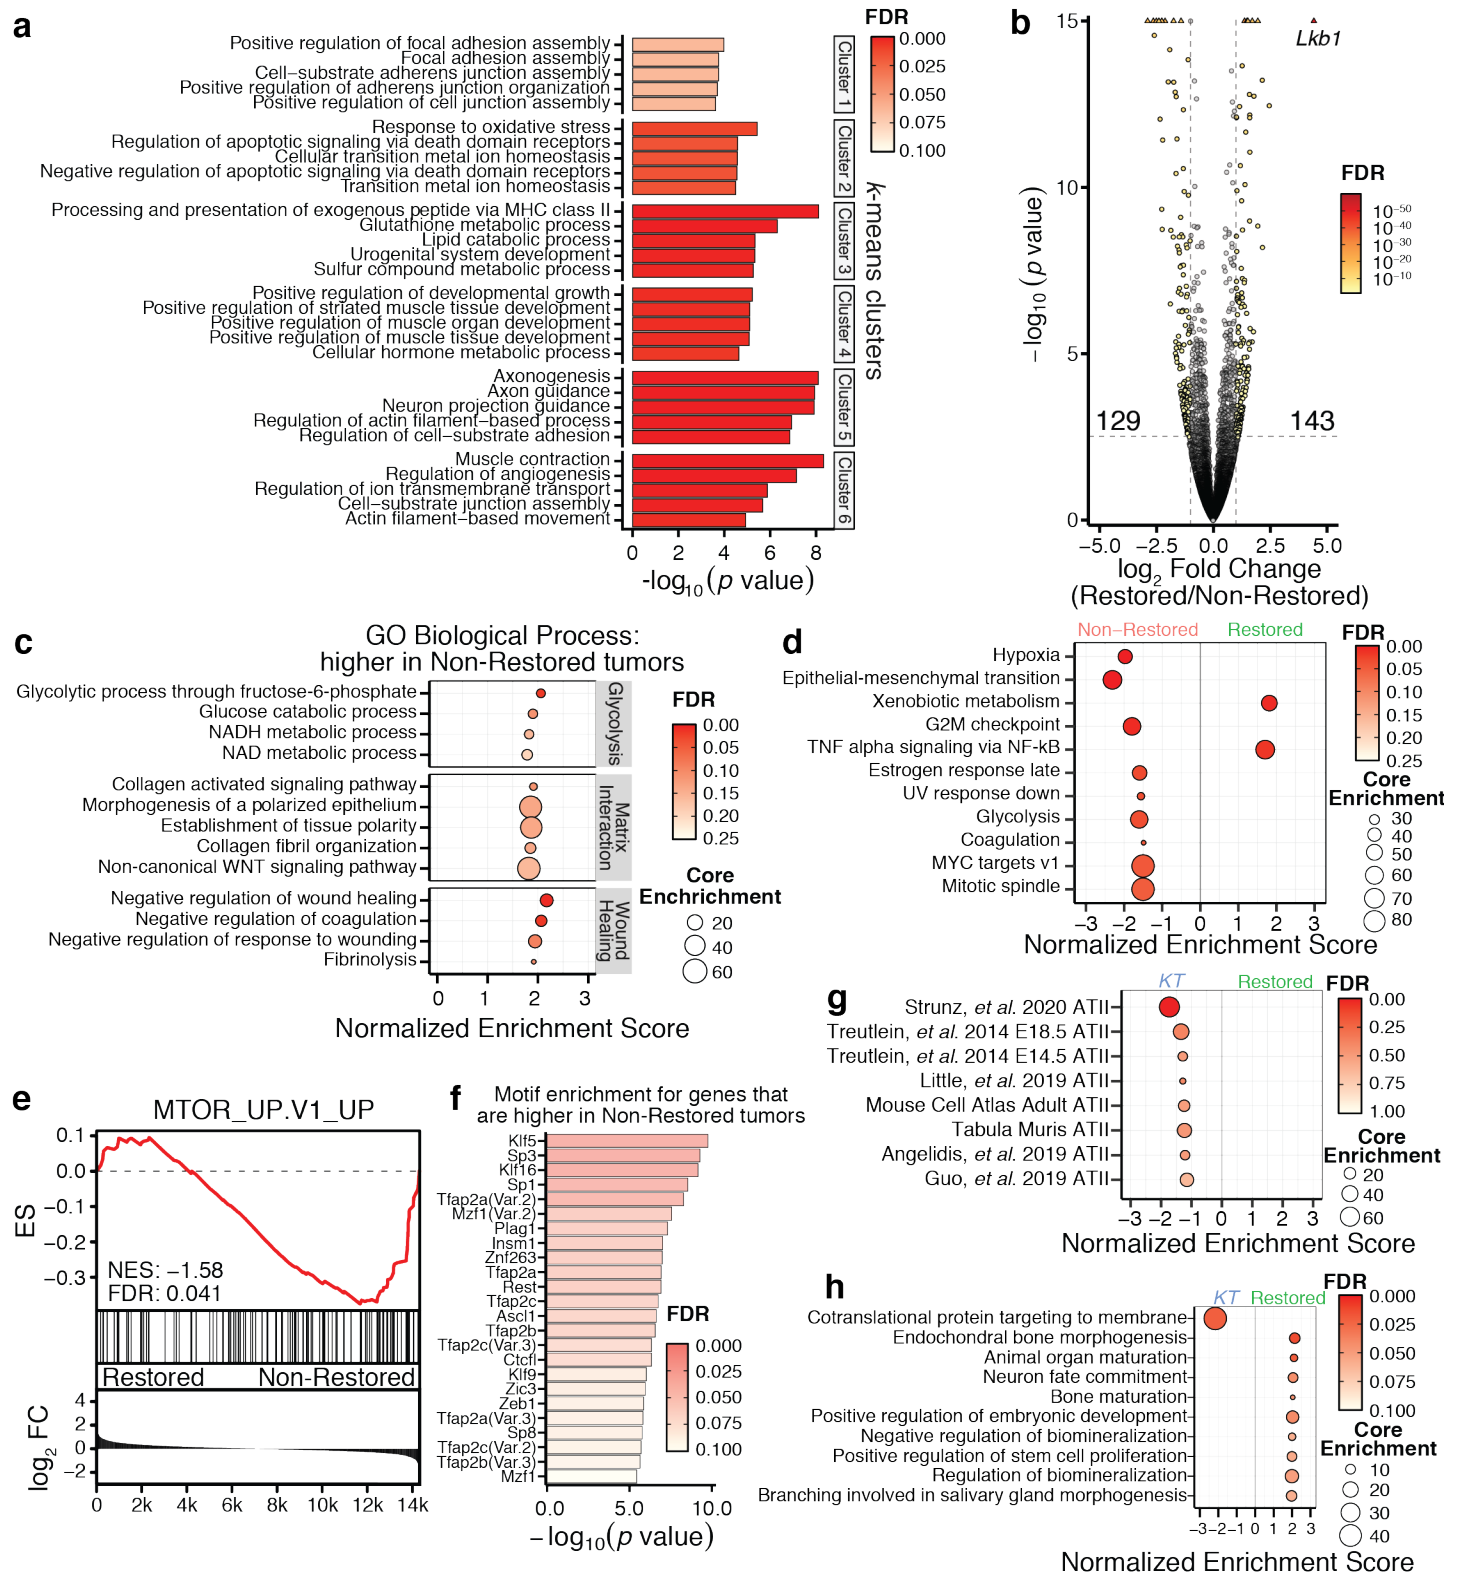 a
Positive regulation of focal adhesion assembly
Focal adhesion assembly
Cell−substrate adherens junction assembly
Positive regulation of adherens junction organization
Positive regulation of cell junction assembly
Cluster 1
Response to oxidative stress
Regulation of apoptotic signaling via death domain receptors
Cellular transition metal ion homeostasis
Negative regulation of apoptotic signaling via death domain receptors
Transition metal ion homeostasis
Cluster 2
Processing and presentation of exogenous peptide via MHC class II
Glutathione metabolic process
Lipid catabolic process
Urogenital system development
Sulfur compound metabolic process
Cluster 3
Positive regulation of developmental growth
Positive regulation of striated muscle tissue development
Positive regulation of muscle organ development
Positive regulation of muscle tissue development
Cellular hormone metabolic process
Cluster 4
Axonogenesis
Axon guidance
Neuron projection guidance
Regulation of actin filament−based process
Regulation of cell−substrate adhesion
Cluster 5
Muscle contraction
Regulation of angiogenesis
Regulation of ion transmembrane transport
Cell−substrate junction assembly
Actin filament−based movement
Cluster 6
k-means clusters
0 2 4 6 8
-log10(p value)
FDR
0.000
0.025
0.050
0.075
0.100
b
15
10
5
0
−log10(p value)
Lkb1
129
143
−5.0 −2.5 0.0 2.5 5.0
log2 Fold Change
(Restored/Non-Restored)
FDR
10−50
10−40
10−30
10−20
10−10
c
GO Biological Process:
higher in Non-Restored tumors
Glycolytic process through fructose-6-phosphate
Glucose catabolic process
NADH metabolic process
NAD metabolic process
Glycolysis
Collagen activated signaling pathway
Morphogenesis of a polarized epithelium
Establishment of tissue polarity
Collagen fibril organization
Non-canonical WNT signaling pathway
Matrix
Interaction
Negative regulation of wound healing
Negative regulation of coagulation
Negative regulation of response to wounding
Fibrinolysis
Wound
Healing
0 1 2 3
Normalized Enrichment Score
FDR
0.00
0.05
0.10
0.15
0.20
0.25
Core
Enchrichment
20
40
60
d
Non−Restored
Restored
Hypoxia
Epithelial-mesenchymal transition
Xenobiotic metabolism
G2M checkpoint
TNF alpha signaling via NF-kB
Estrogen response late
UV response down
Glycolysis
Coagulation
MYC targets v1
Mitotic spindle
−3 −2 −1 0 1 2 3
Normalized Enrichment Score
FDR
0.00
0.05
0.10
0.15
0.20
0.25
Core
Enrichment
30
40
50
60
70
80
e
MTOR_UP.V1_UP
0.1
0.0
−0.1
−0.2
−0.3
ES
NES: −1.58
FDR: 0.041
Restored
Non-Restored
4
2
0
−2
log2 FC
0 2k 4k 6k 8k 10k 12k 14k
f
Motif enrichment for genes that
are higher in Non-Restored tumors
Klf5
Sp3
Klf16
Sp1
Tfap2a(Var.2)
Mzf1(Var.2)
Plag1
Insm1
Znf263
Tfap2a
Rest
Tfap2c
Ascl1
Tfap2b
Tfap2c(Var.3)
Ctcfl
Klf9
Zic3
Zeb1
Tfap2a(Var.3)
Sp8
Tfap2c(Var.2)
Tfap2b(Var.3)
Mzf1
0.0 5.0 10.0
−log10(p value)
FDR
0.000
0.025
0.050
0.075
0.100
g
KT
Restored
Strunz, et al. 2020 ATII
Treutlein, et al. 2014 E18.5 ATII
Treutlein, et al. 2014 E14.5 ATII
Little, et al. 2019 ATII
Mouse Cell Atlas Adult ATII
Tabula Muris ATII
Angelidis, et al. 2019 ATII
Guo, et al. 2019 ATII
−3 −2 −1 0 1 2 3
Normalized Enrichment Score
FDR
0.00
0.25
0.50
0.75
1.00
Core
Enrichment
20
40
60
h
KT
Restored
Cotranslational protein targeting to membrane
Endochondral bone morphogenesis
Animal organ maturation
Neuron fate commitment
Bone maturation
Positive regulation of embryonic development
Negative regulation of biomineralization
Positive regulation of stem cell proliferation
Regulation of biomineralization
Branching involved in salivary gland morphogenesis
−3 −2 −1 0 1 2 3
Normalized Enrichment Score
FDR
0.000
0.025
0.050
0.075
0.100
Core
Enrichment
10
20
30
40